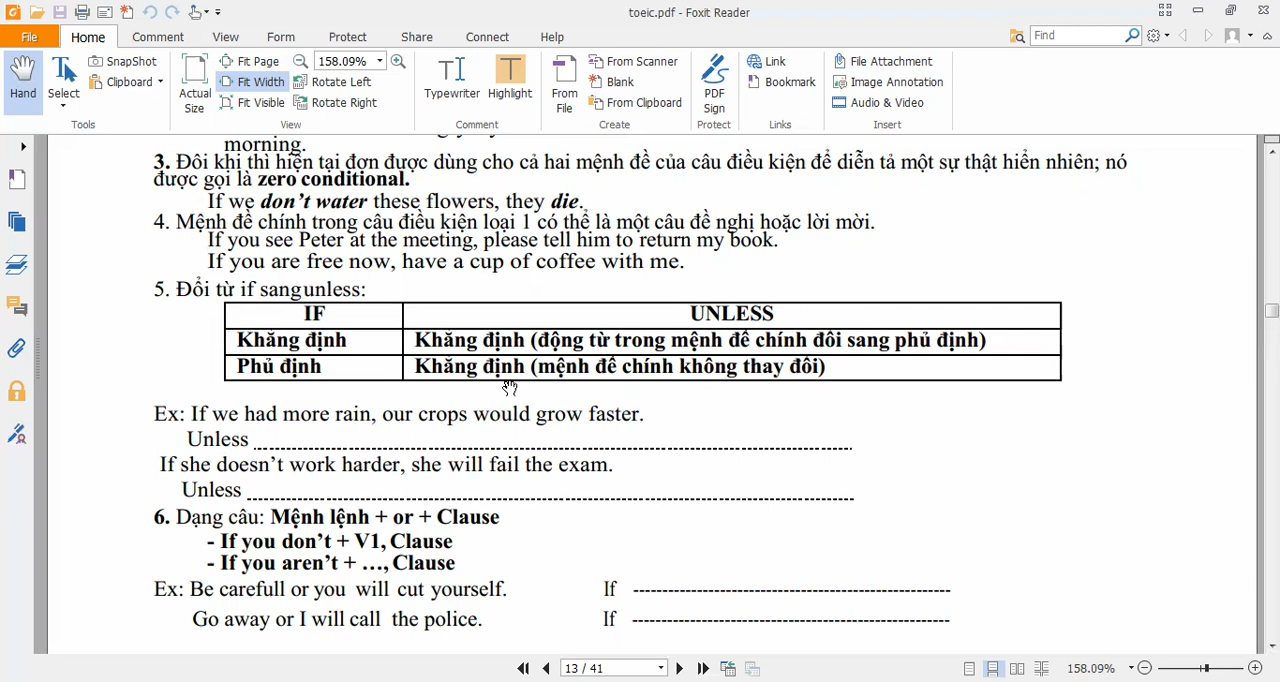 toeic.pdf - Foxit Reader
File Home Comment View Form Protect Share Connect Help Find
SnapShot Fit Page 158.09% From Scanner Link File Attachment
Hand Select Clipboard Actual Size Fit Width Rotate Left Typewriter Highlight From File Blank PDF Sign Bookmark Image Annotation
Fit Visible Rotate Right From Clipboard Audio & Video
Tools View Comment Create Protect Links Insert
morning.
3. Đôi khi thì hiện tại đơn được dùng cho cả hai mệnh đề của câu điều kiện để diễn tả một sự thật hiển nhiên; nó
được gọi là zero conditional.
If we don't water these flowers, they die.
4. Mệnh đề chính trong câu điều kiện loại 1 có thể là một câu đề nghị hoặc lời mời.
If you see Peter at the meeting, please tell him to return my book.
If you are free now, have a cup of coffee with me.
5. Đổi từ if sang unless:
IF UNLESS
Khẳng định Khẳng định (động từ trong mệnh đề chính đổi sang phủ định)
Phủ định Khẳng định (mệnh đề chính không thay đổi)
Ex: If we had more rain, our crops would grow faster.
Unless
If she doesn't work harder, she will fail the exam.
Unless
6. Dạng câu: Mệnh lệnh + or + Clause
- If you don't + V1, Clause
- If you aren't + …, Clause
Ex: Be carefull or you will cut yourself. If
Go away or I will call the police. If
13 / 41 158.09%